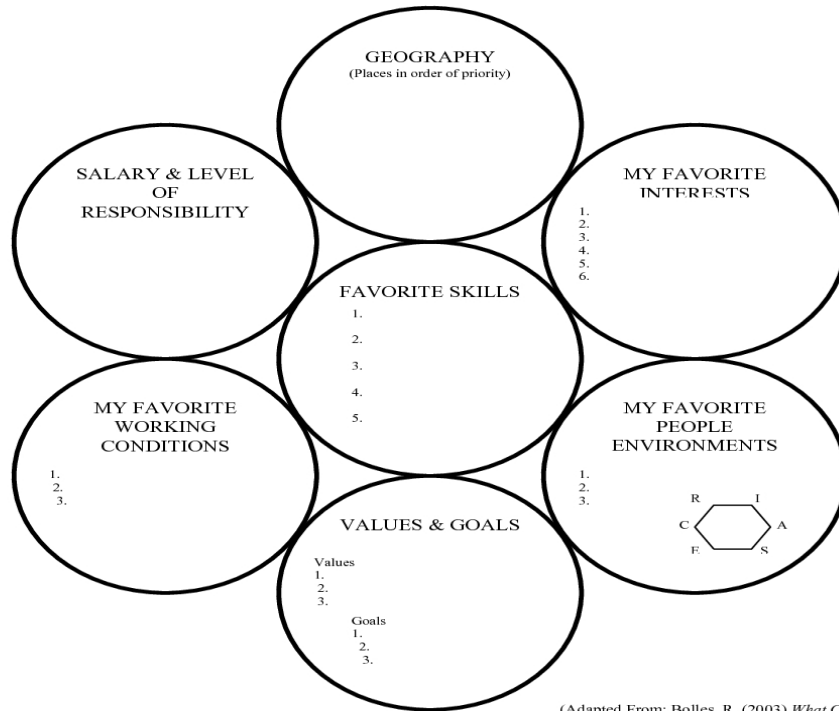 GEOGRAPHY
(Places in order of priority)
SALARY & LEVEL
OF
RESPONSIBILITY
MY FAVORITE
INTERESTS
1.
2.
3.
4.
5.
6.
FAVORITE SKILLS
1.
2.
3.
4.
5.
MY FAVORITE
WORKING
CONDITIONS
1.
2.
3.
MY FAVORITE
PEOPLE
ENVIRONMENTS
1.
2.
3.
R I
C A
E S
VALUES & GOALS
Values
1.
2.
3.
Goals
1.
2.
3.
(Adapted From: Bolles, R. (2003) What